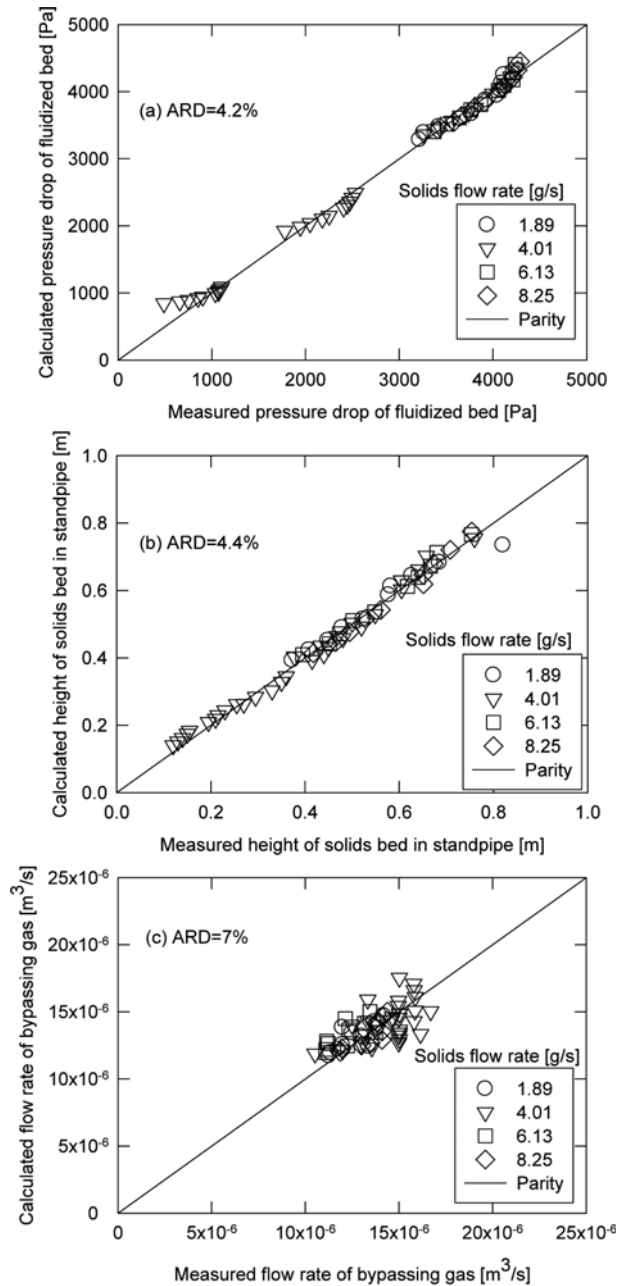 5000
4000
3000
2000
1000
0
Calculated pressure drop of fluidized bed [Pa]
(a) ARD=4.2%
Solids flow rate [g/s]
1.89
4.01
6.13
8.25
Parity
0 1000 2000 3000 4000 5000
Measured pressure drop of fluidized bed [Pa]
1.0
0.8
0.6
0.4
0.2
0.0
Calculated height of solids bed in standpipe [m]
(b) ARD=4.4%
Solids flow rate [g/s]
1.89
4.01
6.13
8.25
Parity
0.0 0.2 0.4 0.6 0.8 1.0
Measured height of solids bed in standpipe [m]
25x10⁻⁶
20x10⁻⁶
15x10⁻⁶
10x10⁻⁶
5x10⁻⁶
0
Calculated flow rate of bypassing gas [m³/s]
(c) ARD=7%
Solids flow rate [g/s]
1.89
4.01
6.13
8.25
Parity
0 5x10⁻⁶ 10x10⁻⁶ 15x10⁻⁶ 20x10⁻⁶ 25x10⁻⁶
Measured flow rate of bypassing gas [m³/s]